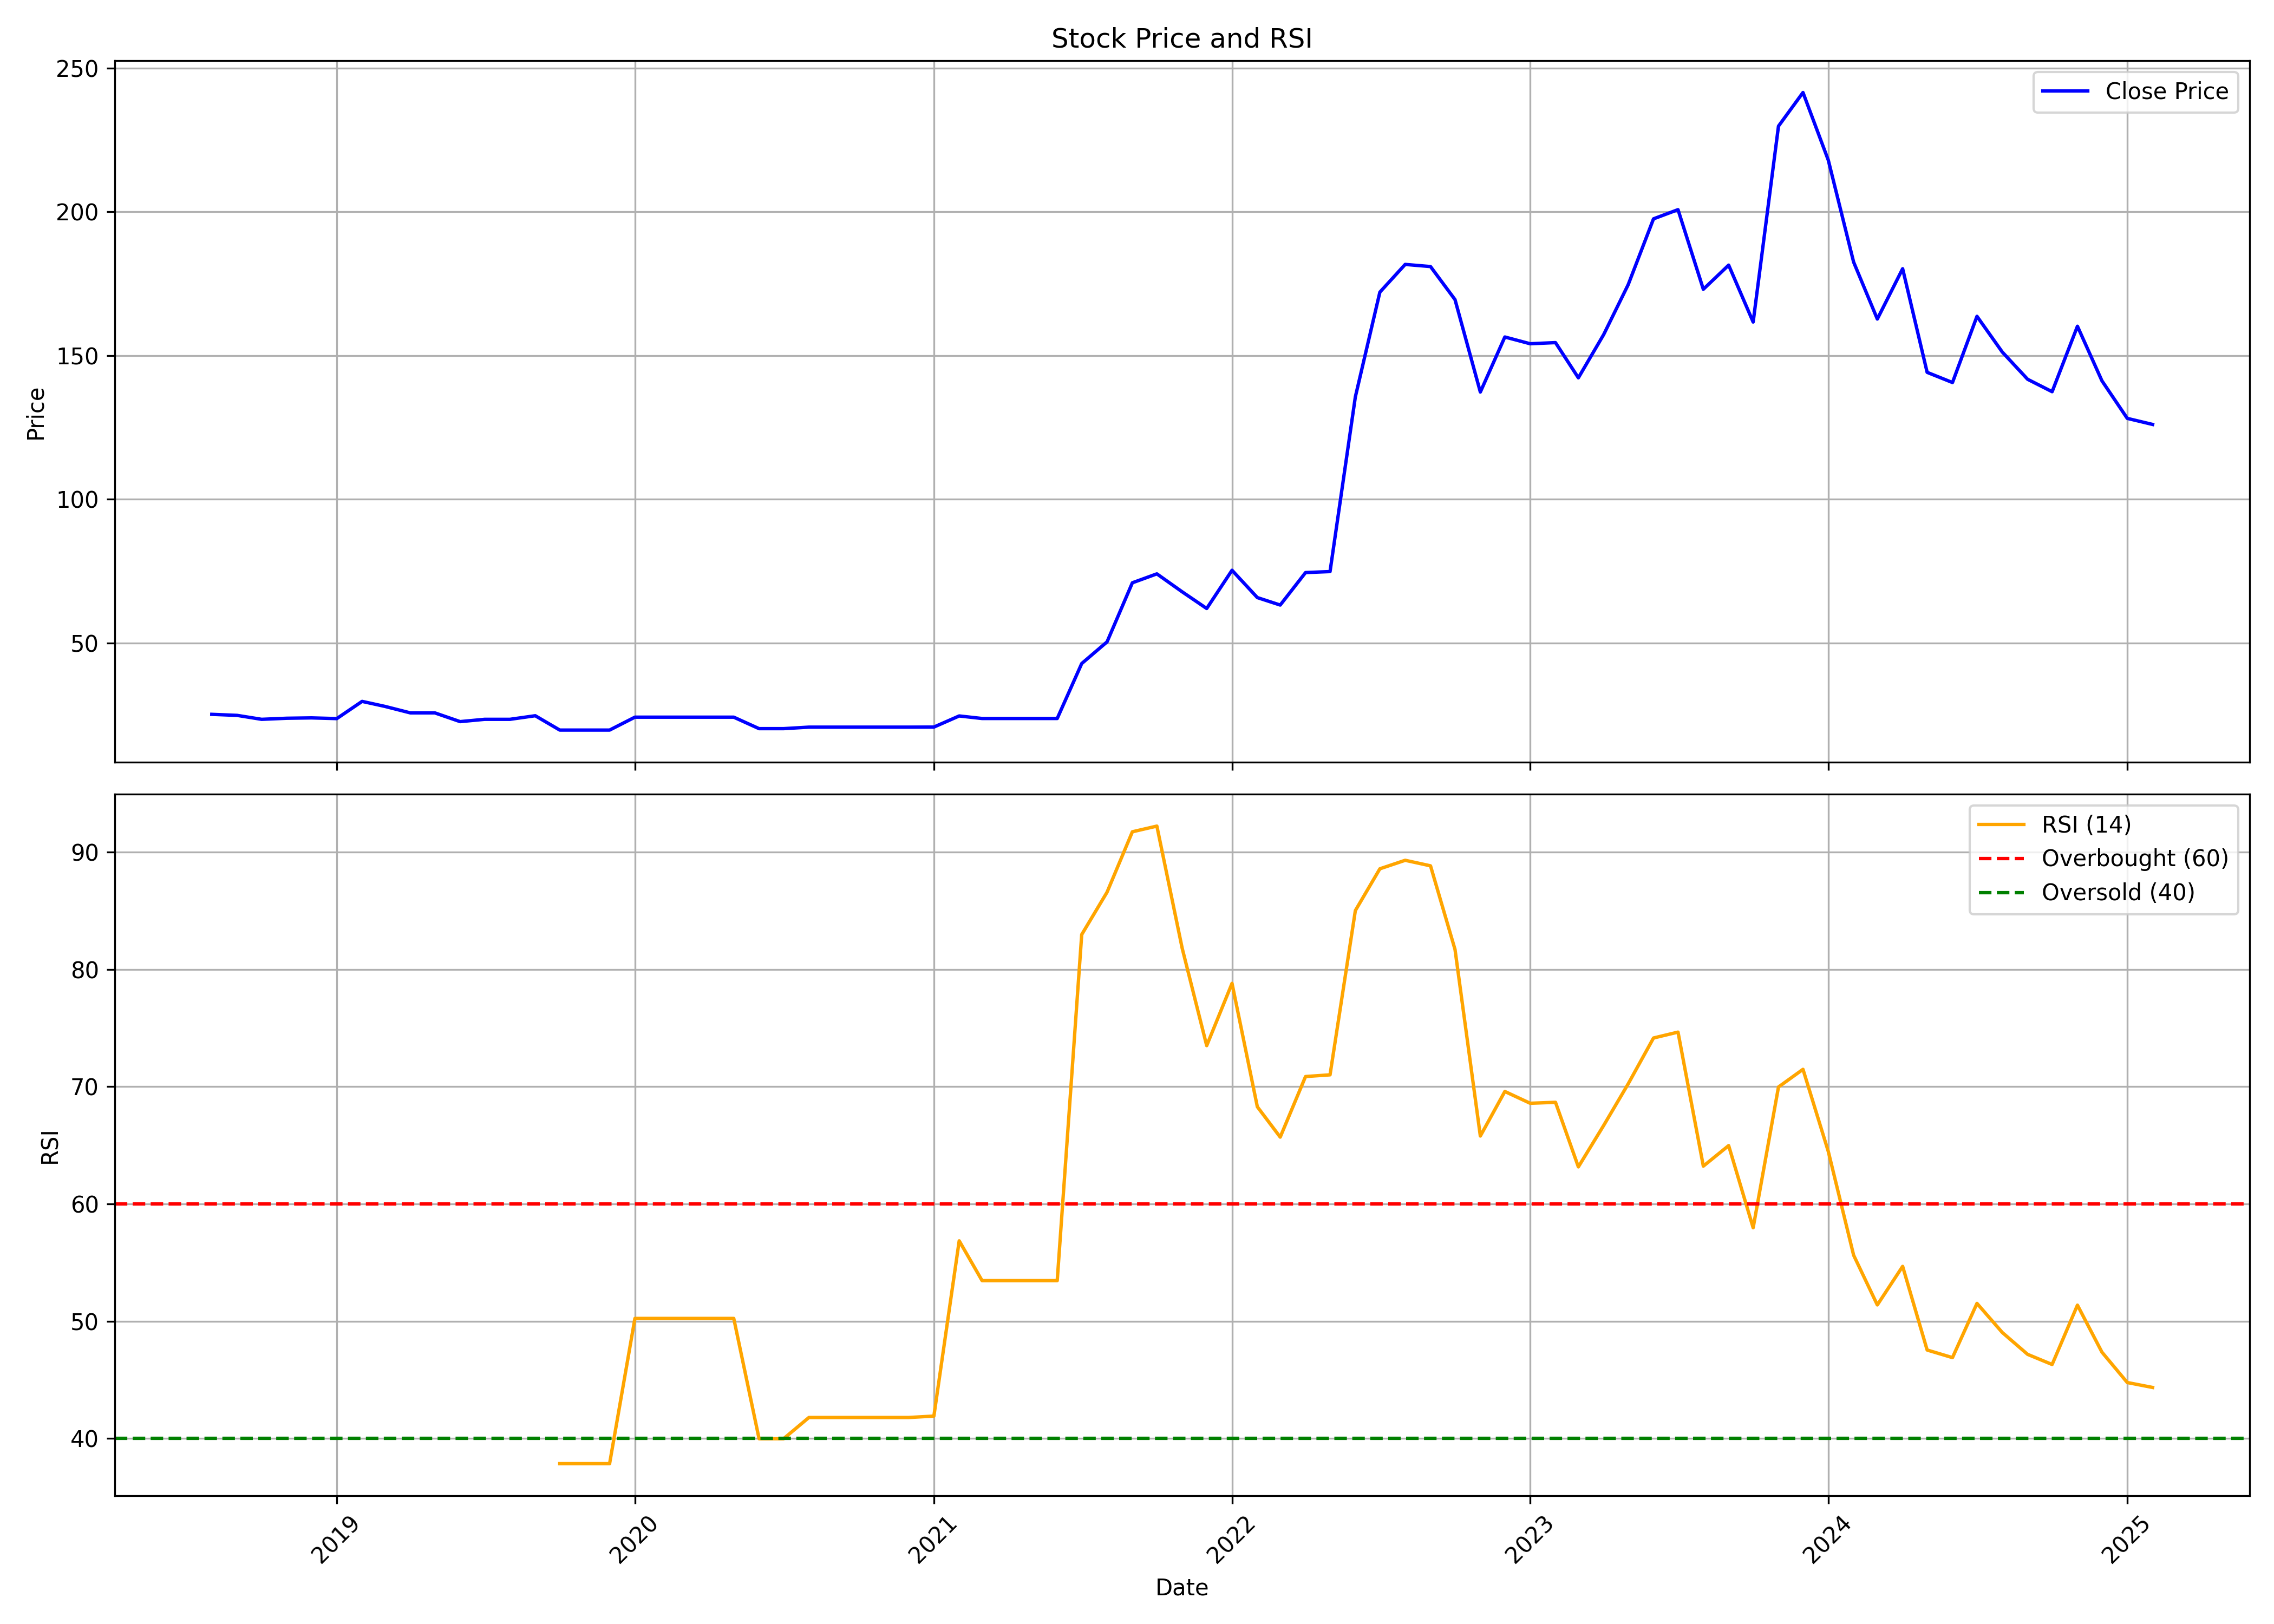 Stock Price and RSI
250
200
150
100
50
Price
Close Price
90
80
70
60
50
40
RSI
RSI (14)
Overbought (60)
Oversold (40)
2019
2020
2021
2022
2023
2024
2025
Date